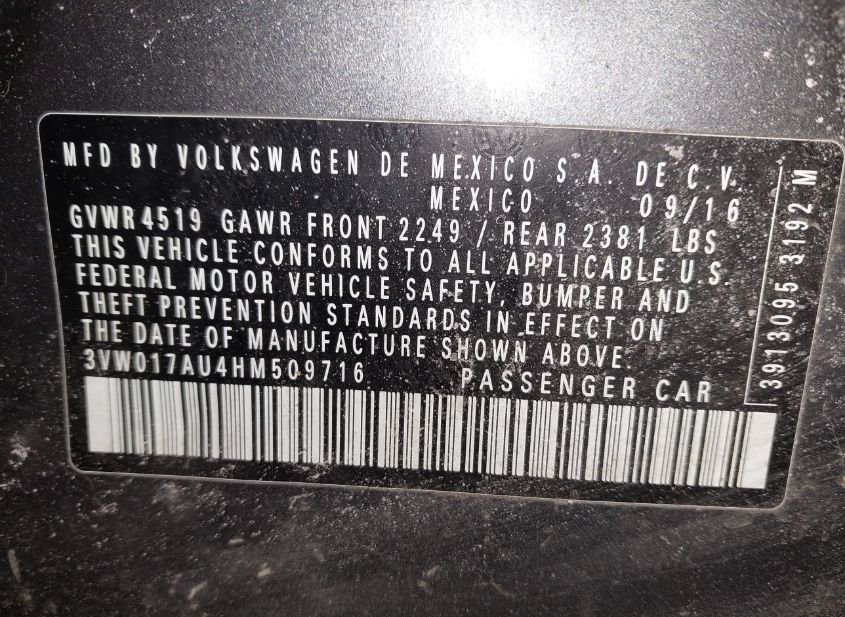 MFD BY VOLKSWAGEN DE MEXICO S.A. DE C.V.
MEXICO 09/16
GVWR 4519 GAWR FRONT 2249 / REAR 2381 LBS
THIS VEHICLE CONFORMS TO ALL APPLICABLE U.S.
FEDERAL MOTOR VEHICLE SAFETY, BUMPER AND
THEFT PREVENTION STANDARDS IN EFFECT ON
THE DATE OF MANUFACTURE SHOWN ABOVE.
3VW017AU4HM509716 PASSENGER CAR
3913095 3192 M